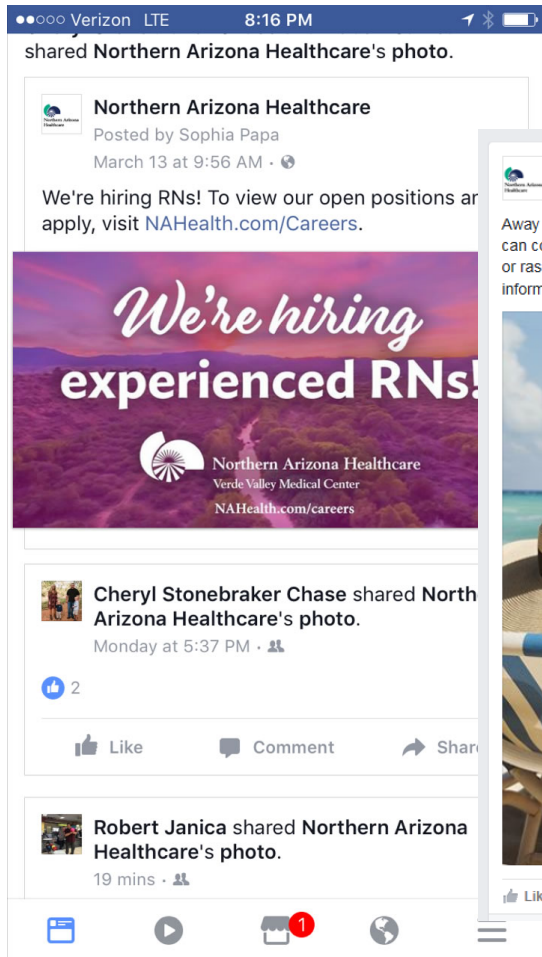 Verizon LTE 8:16 PM
shared Northern Arizona Healthcare's photo.
Northern Arizona Healthcare
Posted by Sophia Papa
March 13 at 9:56 AM ·
We're hiring RNs! To view our open positions
apply, visit NAHealth.com/Careers.
We're hiring
experienced RNs!
Northern Arizona Healthcare
Verde Valley Medical Center
NAHealth.com/careers
Cheryl Stonebraker Chase shared North
Arizona Healthcare's photo.
Monday at 5:37 PM ·
2
Like Comment Shar
Robert Janica shared Northern Arizona
Healthcare's photo.
19 mins ·
1
Northern Arizona
Healthcare
Away
can
or ras
inform
Lik